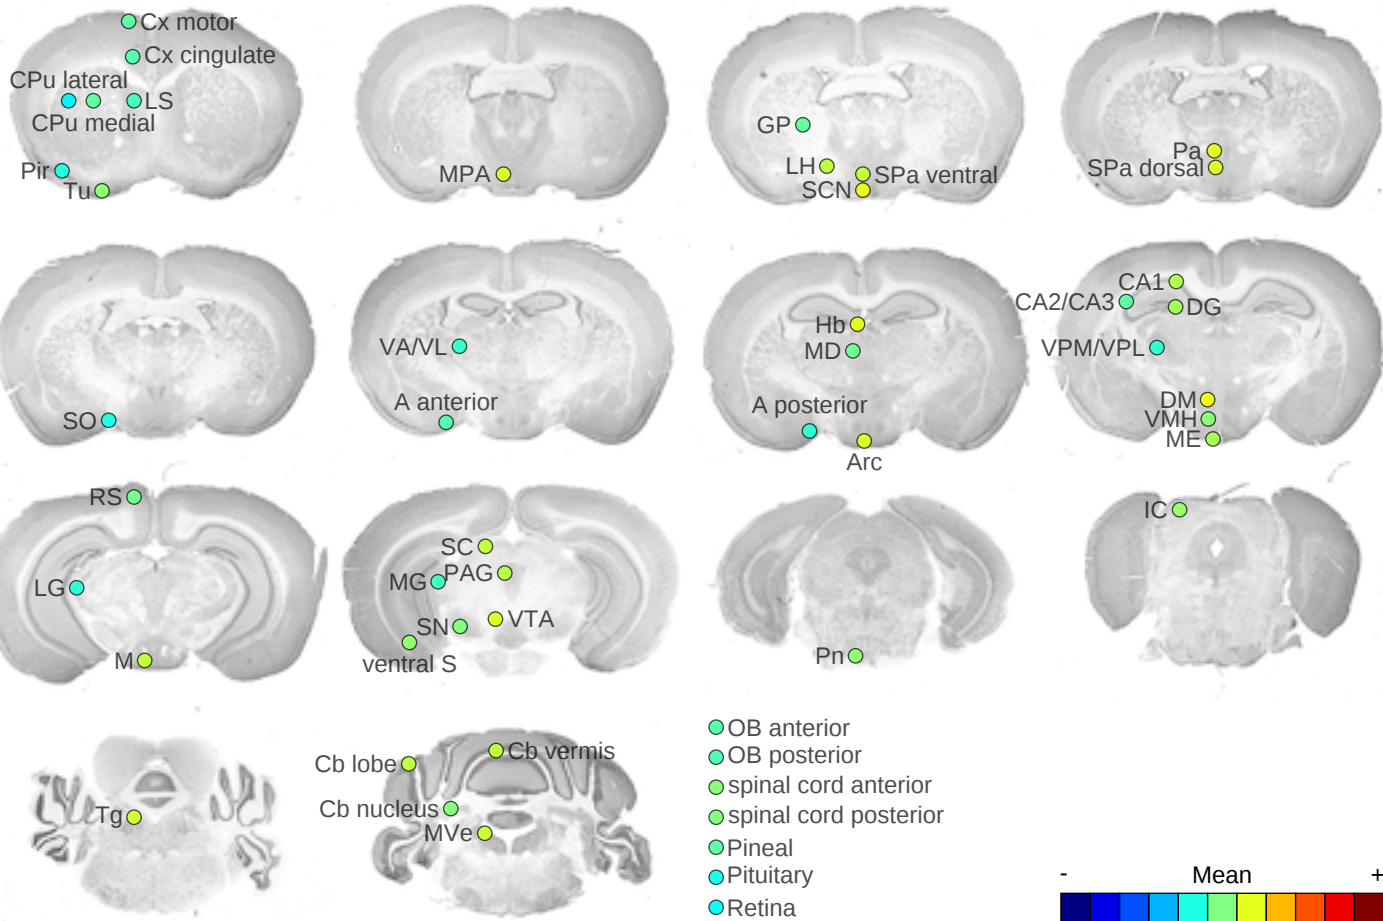 Cx motor
Cx cingulate
CPu lateral
LS
CPu medial
Pir
Tu
MPA
GP
LH
SPa ventral
SCN
Pa
SPa dorsal
SO
VA/VL
A anterior
Hb
MD
A posterior
Arc
CA1
CA2/CA3
DG
VPM/VPL
DM
VMH
ME
RS
LG
M
SC
PAG
MG
VTA
SN
ventral S
Pn
IC
Tg
Cb vermis
Cb lobe
Cb nucleus
MVe
OB anterior
OB posterior
spinal cord anterior
spinal cord posterior
Pineal
Pituitary
Retina
- Mean +